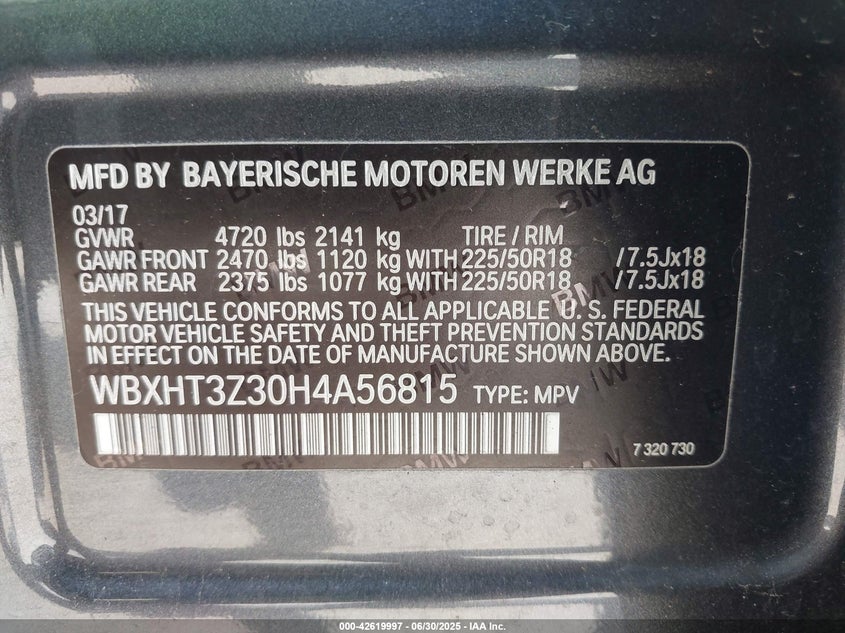 MFD BY BAYERISCHE MOTOREN WERKE AG
03/17
GVWR 4720 lbs 2141 kg TIRE / RIM
GAWR FRONT 2470 lbs 1120 kg WITH 225/50R18 /7.5Jx18
GAWR REAR 2375 lbs 1077 kg WITH 225/50R18 /7.5Jx18
THIS VEHICLE CONFORMS TO ALL APPLICABLE U. S. FEDERAL
MOTOR VEHICLE SAFETY AND THEFT PREVENTION STANDARDS
IN EFFECT ON THE DATE OF MANUFACTURE SHOWN ABOVE.
WBXHT3Z30H4A56815 TYPE: MPV
7 320 730
000-42619997 - 06/30/2025 - IAA Inc.